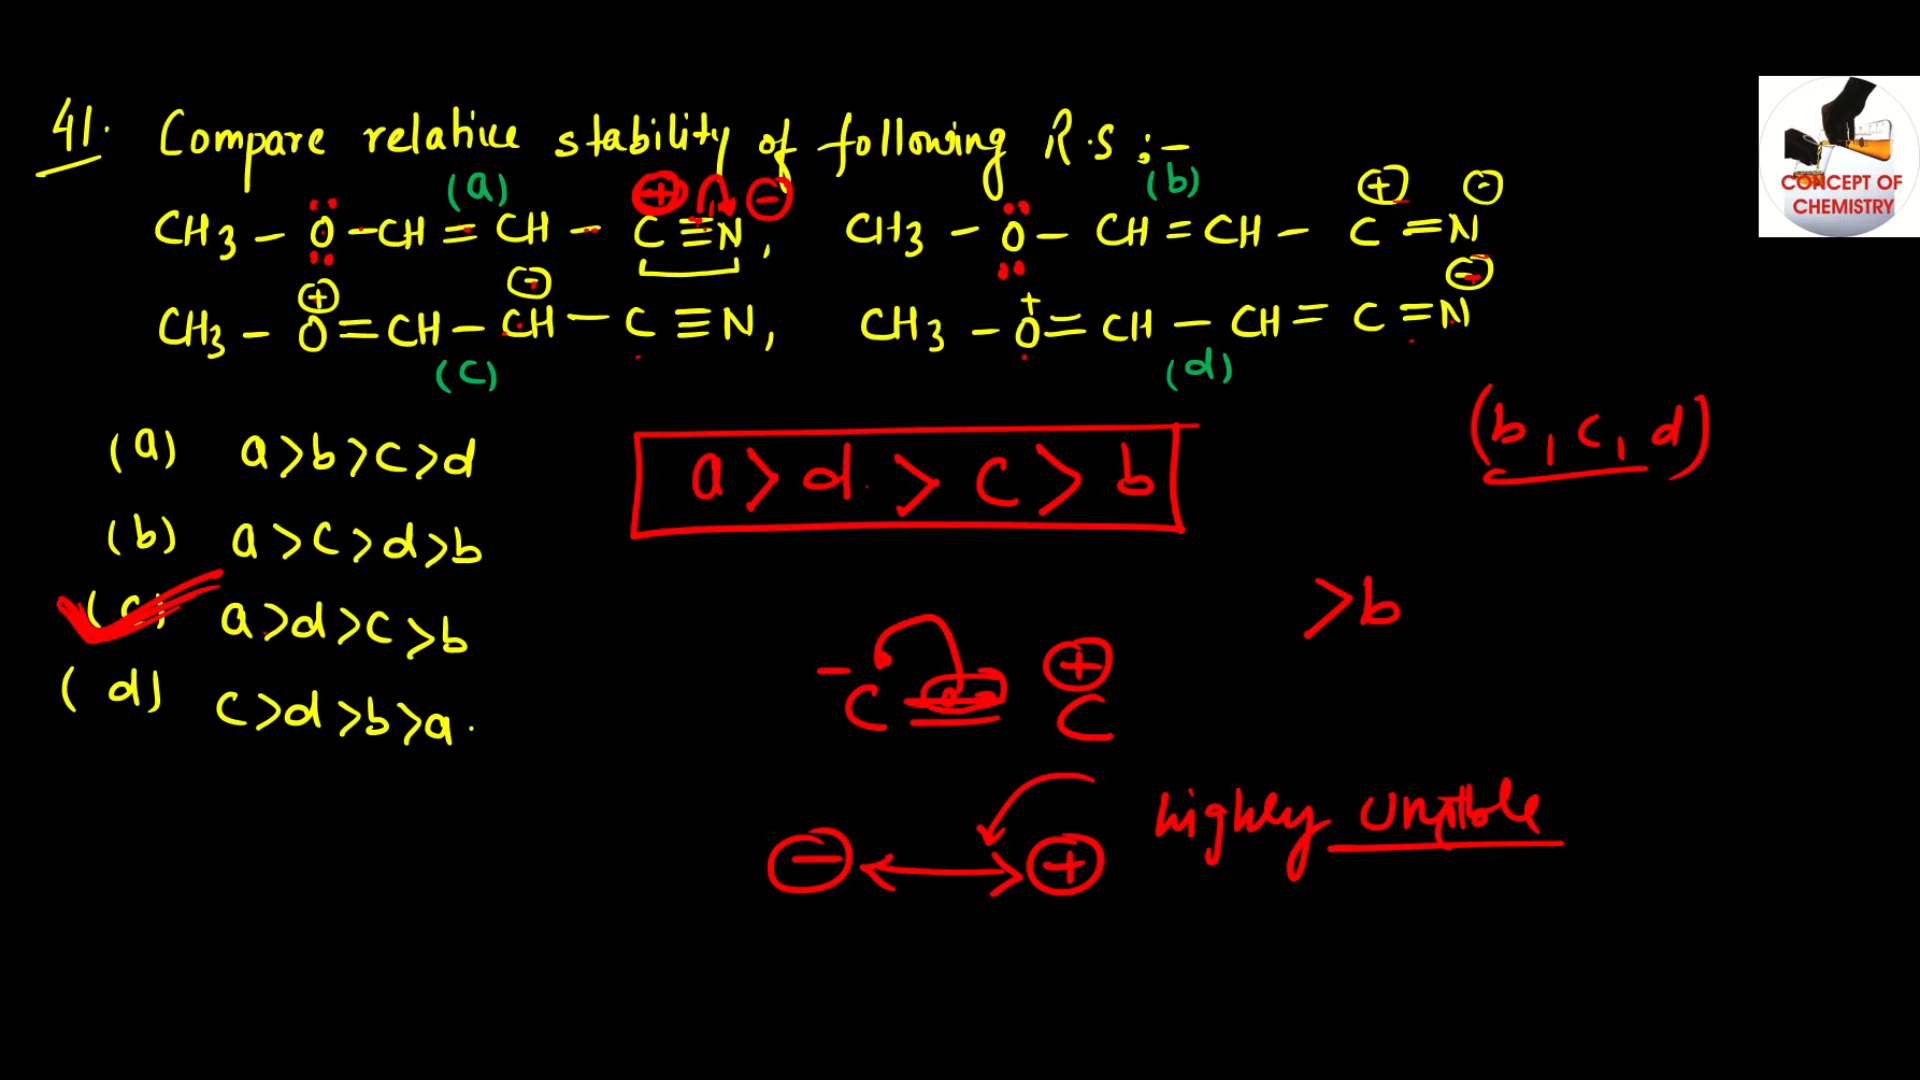 41. Compare relative stability of following R.S :-
(a) (b)
CH3 - O - CH = CH - C ≡ N, CH3 - O - CH = CH - C = N
⊕ ⊖ ⊕ ⊖
CH3 - O = CH - CH - C ≡ N, CH3 - O = CH - CH = C = N
⊕ ⊖ + ⊖
(c) (d)
(a) a>b>c>d
(b) a>c>d>b
(c) a>d>c>b
(d) c>d>b>a.
a > d > c > b
(b, c, d)
>b
- C = C ⊕
⊖ ↔ ⊕ highly unstable
CONCEPT OF
CHEMISTRY